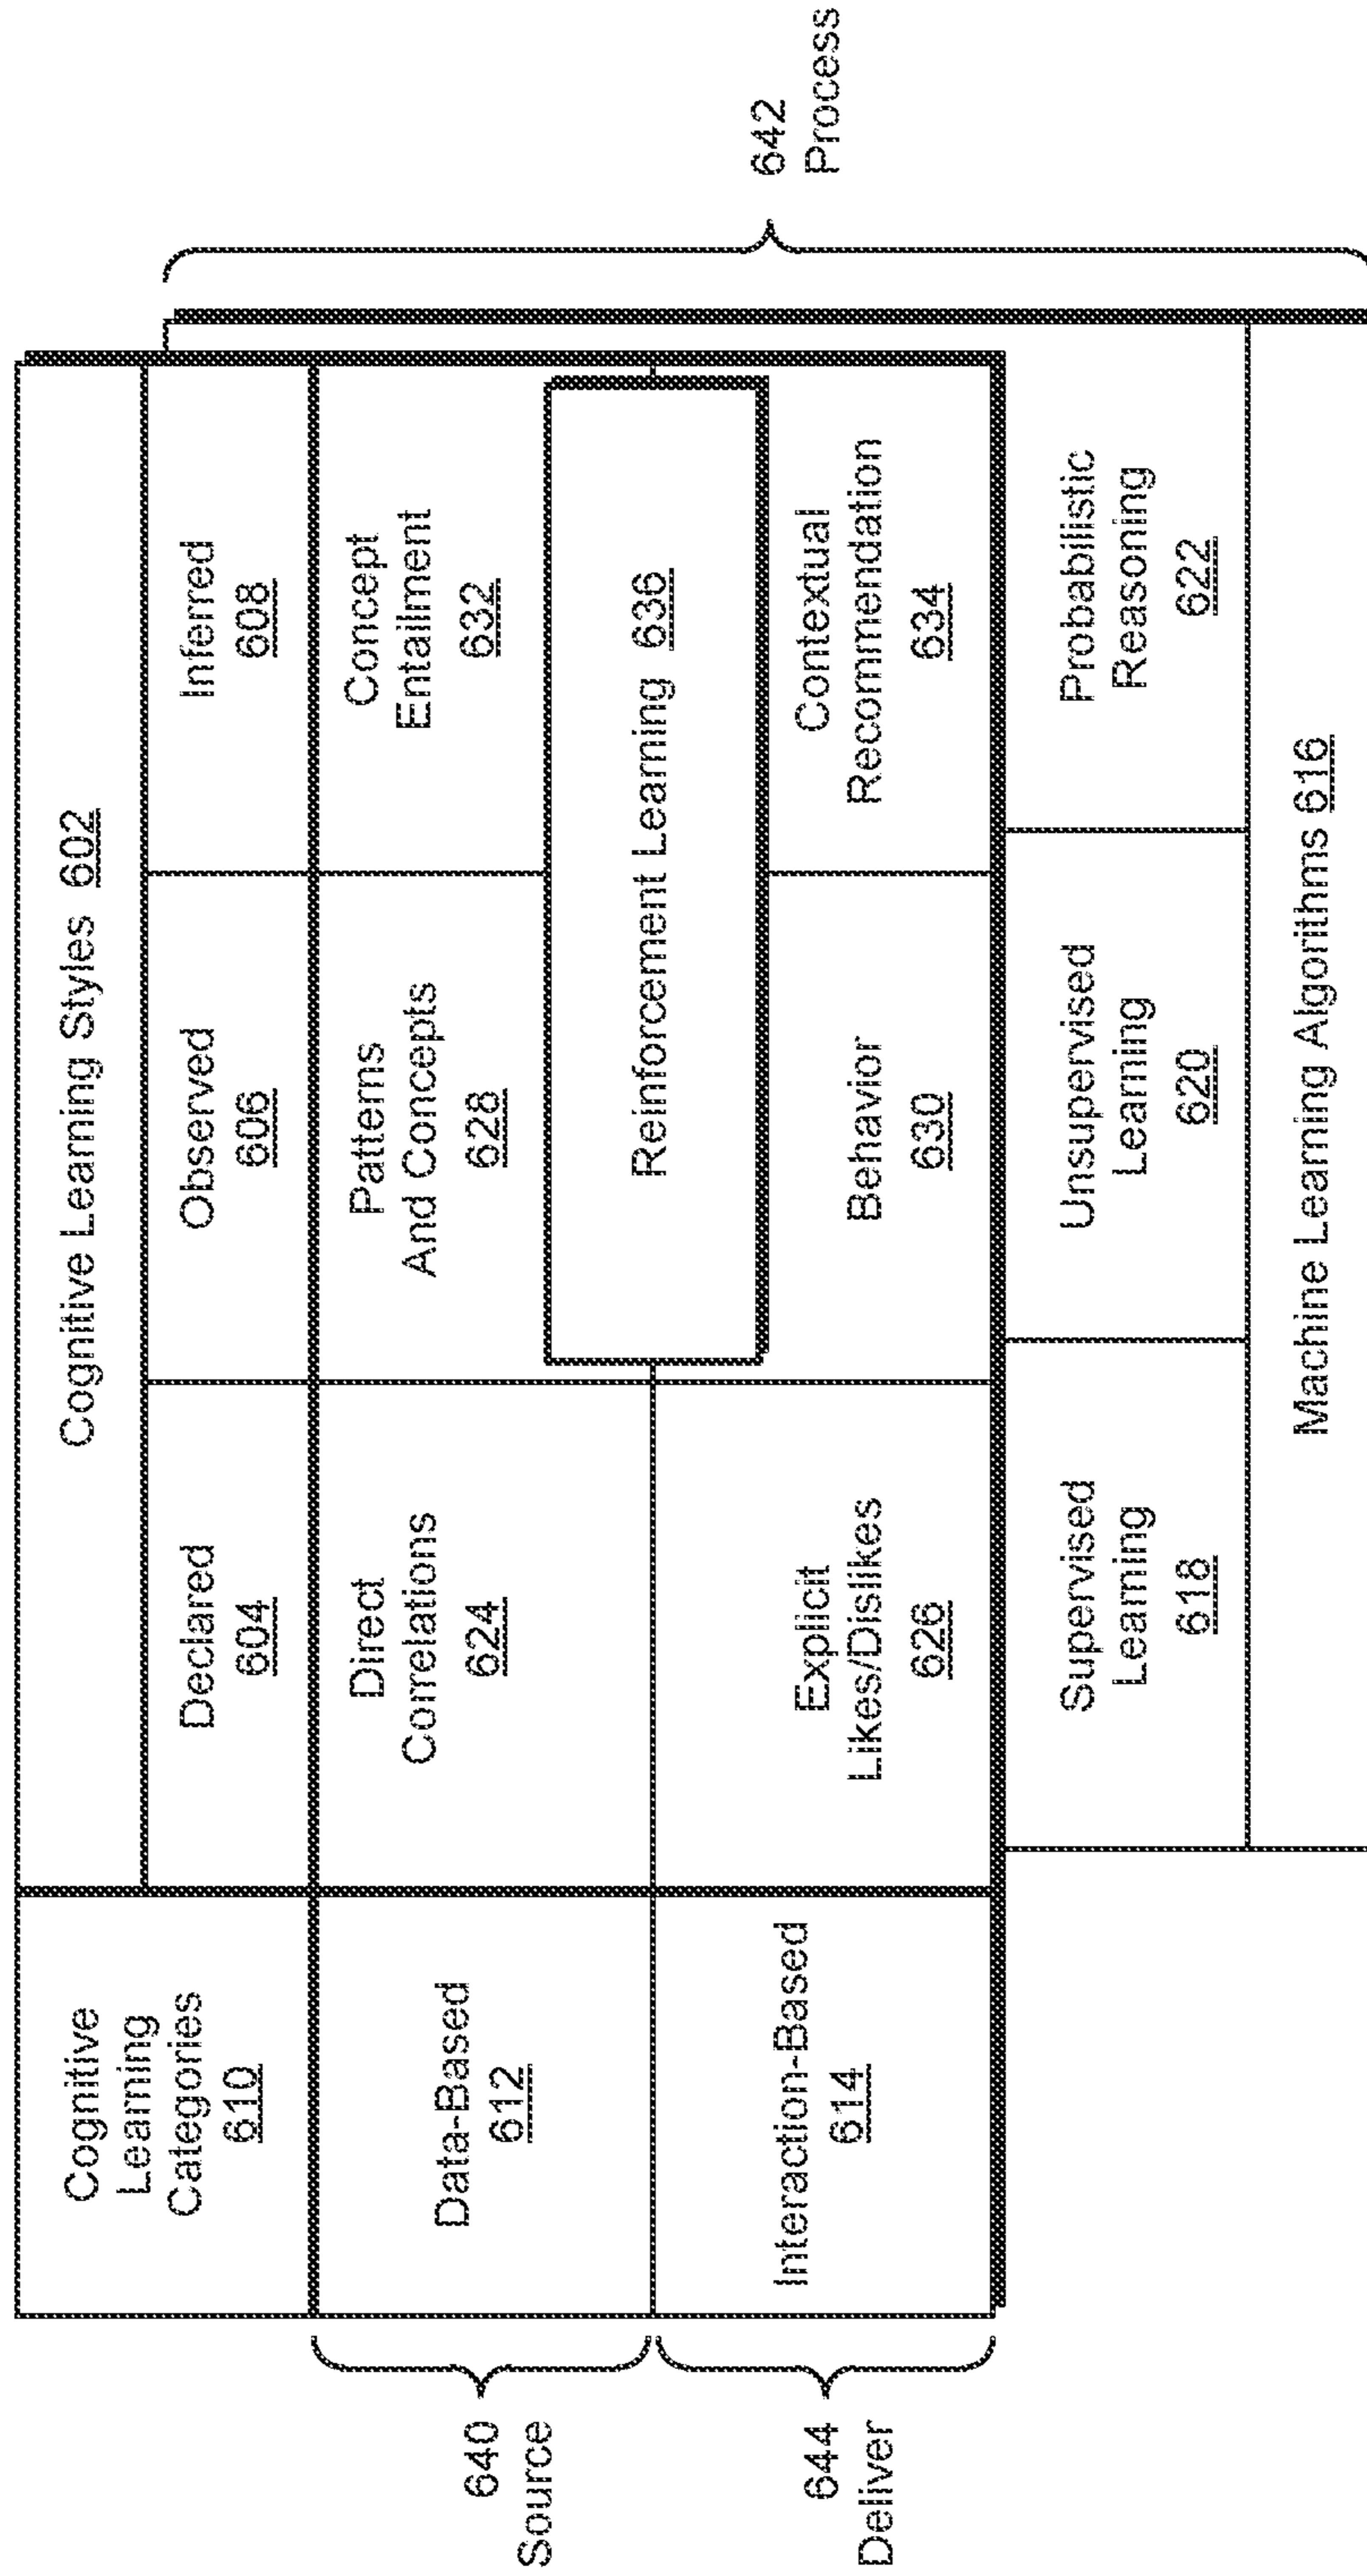 Cognitive
Learning
Categories
610
Cognitive Learning Styles 602
Declared
604
Observed
606
Inferred
608
640
Source
Data-Based
612
Direct
Correlations
624
Patterns
And Concepts
628
Concept
Entailment
632
Reinforcement Learning 636
644
Deliver
Interaction-Based
614
Explicit
Likes/Dislikes
626
Behavior
630
Contextual
Recommendation
634
Supervised
Learning
618
Unsupervised
Learning
620
Probabilistic
Reasoning
622
Machine Learning Algorithms 616
642
Process